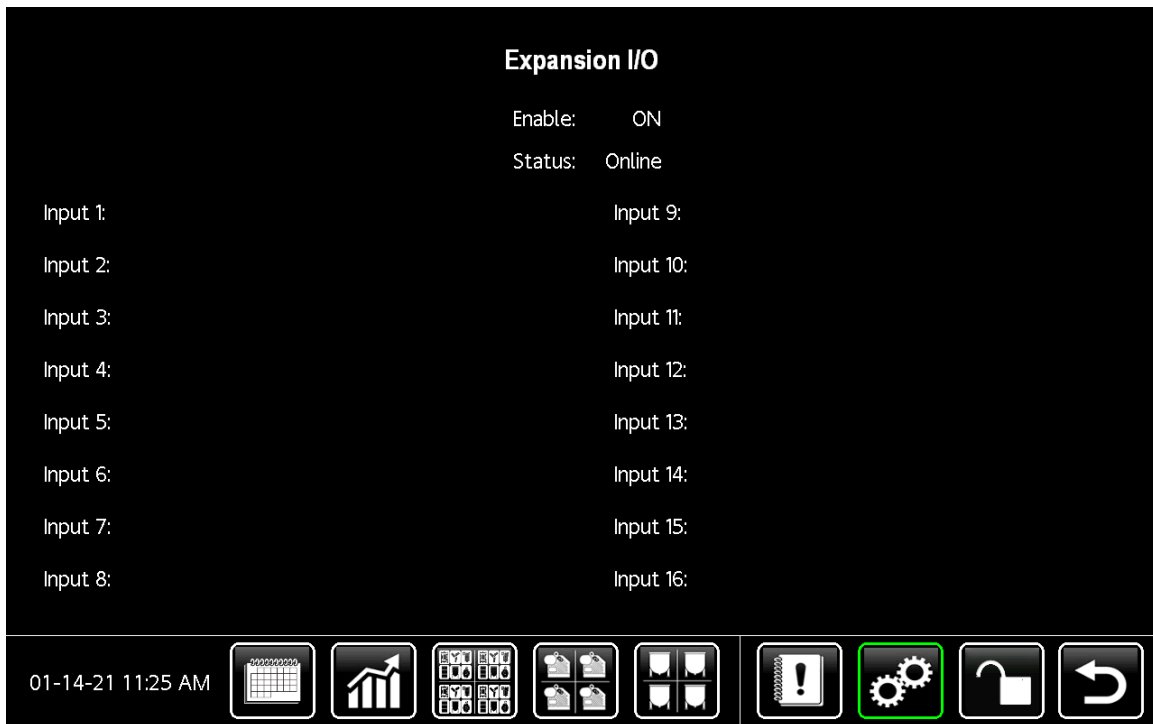 Expansion I/O
Enable: ON
Status: Online
Input 1:
Input 2:
Input 3:
Input 4:
Input 5:
Input 6:
Input 7:
Input 8:
Input 9:
Input 10:
Input 11:
Input 12:
Input 13:
Input 14:
Input 15:
Input 16:
01-14-21 11:25 AM